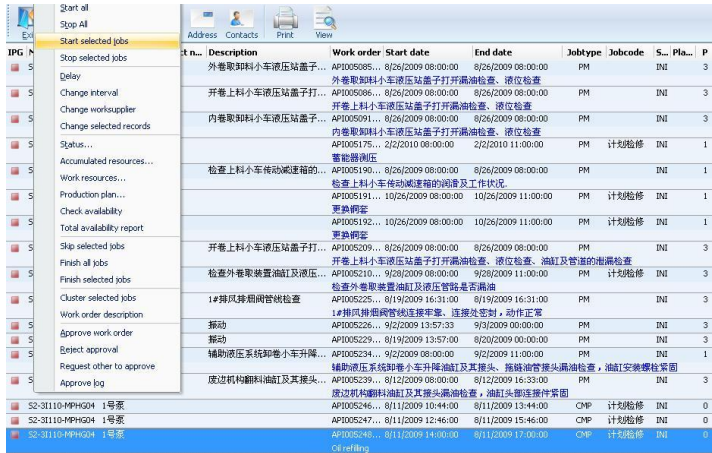 Exi
Address Contacts Print View
Start all
Stop All
Start selected jobs
Stop selected jobs
Delay
Change interval
Change worksupplier
Change selected records
Status...
Accumulated resources...
Work resources...
Production plan...
Check availability
Total availability report
Skip selected jobs
Finish all jobs
Finish selected jobs
Cluster selected jobs
Work order description
Approve work order
Reject approval
Request other to approve
Approve log
IPG N t n... Description Work order Start date End date Jobtype Jobcode S... Pla... P
S 外卷取卸料小车液压站盖子... API005085... 8/26/2009 08:00:00 8/26/2009 08:00:00 PM INI 3
外卷取卸料小车液压站盖子打开漏油检查、液位检查
S 开卷上料小车液压站盖子打... API005086... 8/26/2009 08:00:00 8/26/2009 08:00:00 PM INI 3
开卷上料小车液压站盖子打开漏油检查、液位检查
S 内卷取卸料小车液压站盖子... API005091... 8/26/2009 08:00:00 8/26/2009 08:00:00 PM INI 3
内卷取卸料小车液压站盖子打开漏油检查、液位检查
S API005175... 2/2/2010 08:00:00 2/2/2010 11:00:00 PM 计划检修 INI 1
蓄能器测压
S 检查上料小车传动减速箱的... API005190... 8/26/2009 08:00:00 8/26/2009 08:00:00 PM INI 3
检查上料小车传动减速箱的润滑及工作状况.
S API005191... 10/26/2009 08:00:00 10/26/2009 11:00:00 PM 计划检修 INI 1
更换铜套
S API005192... 10/26/2009 08:00:00 10/26/2009 11:00:00 PM 计划检修 INI 1
更换铜套
S 开卷上料小车液压站盖子打... API005209... 8/26/2009 08:00:00 8/26/2009 08:00:00 PM INI 3
开卷上料小车液压站盖子打开漏油检查、液位检查、油缸及管道的泄漏检查
S 检查外卷取装置油缸及液压... API005210... 9/28/2009 08:00:00 9/28/2009 11:00:00 PM 计划检修 INI 3
检查外卷取装置油缸及液压管路是否漏油
S 1#排风排烟阀管线检查 API005225... 8/19/2009 16:31:00 8/19/2009 16:31:00 PM INI 3
1#排风排烟阀管线连接牢靠、连接处密封，动作正常
S 振动 API005226... 9/2/2009 13:57:33 9/3/2009 00:00:00 PM INI 3
S 振动 API005229... 8/19/2009 13:57:00 8/20/2009 00:00:00 PM INI 3
S 辅助液压系统卸卷小车升降... API005234... 9/2/2009 08:00:00 9/2/2009 11:00:00 PM INI 1
辅助液压系统卸卷小车升降油缸及其接头、拖链油管接头漏油检查，油缸安装螺栓紧固
S 废边机构翻料油缸及其接头... API005239... 8/12/2009 08:00:00 8/12/2009 16:33:00 PM INI 3
废边机构翻料油缸及其接头漏油检查，油缸头部连接件紧固
S2-3I110-MPHG04 1号泵 API005246... 8/11/2009 10:44:00 8/11/2009 13:44:00 CMP 计划检修 INI 0
S2-3I110-MPHG04 1号泵 API005247... 8/11/2009 12:46:00 8/11/2009 15:46:00 CMP 计划检修 INI 0
S2-3I110-MPHG04 1号泵 API005248... 8/11/2009 14:00:00 8/11/2009 17:00:00 CMP 计划检修 INI 0
Oil refilling